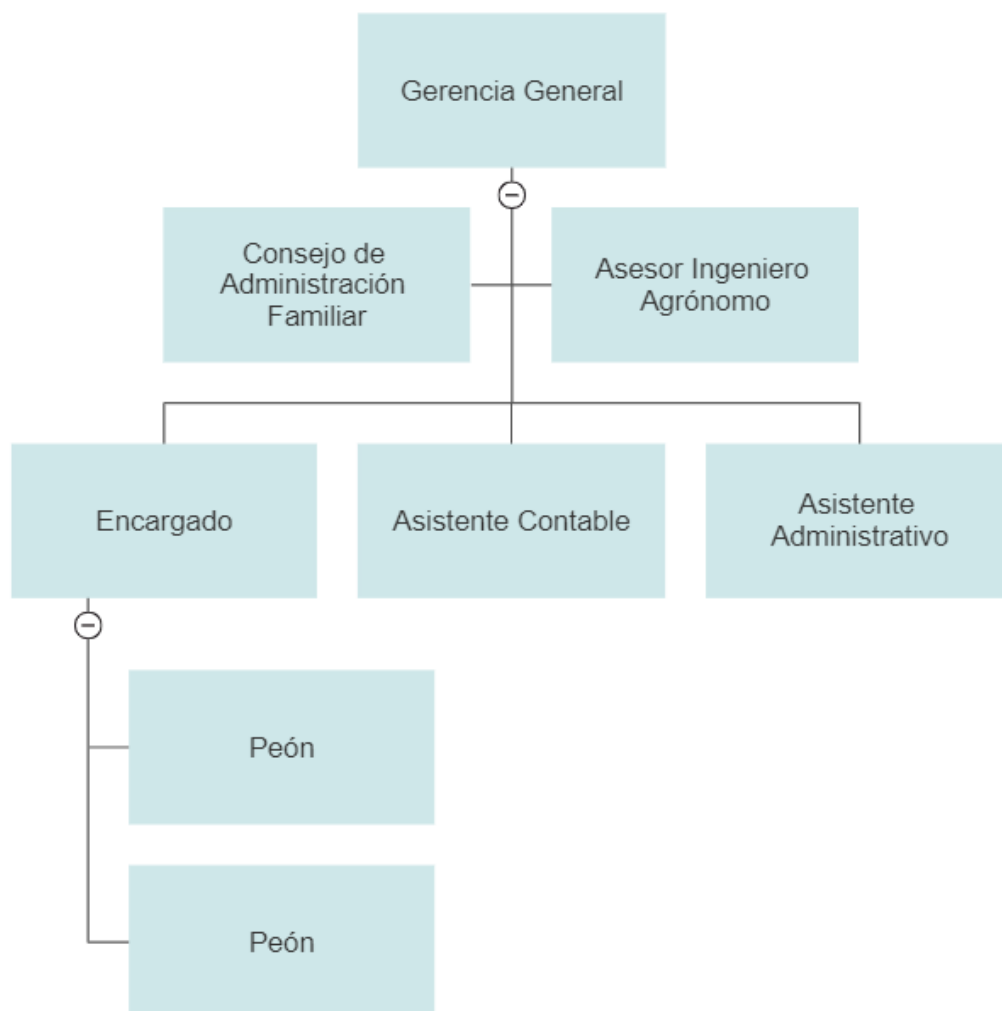 Gerencia General
Consejo de
Administración
Familiar
Asesor Ingeniero
Agrónomo
Encargado
Asistente Contable
Asistente
Administrativo
Peón
Peón